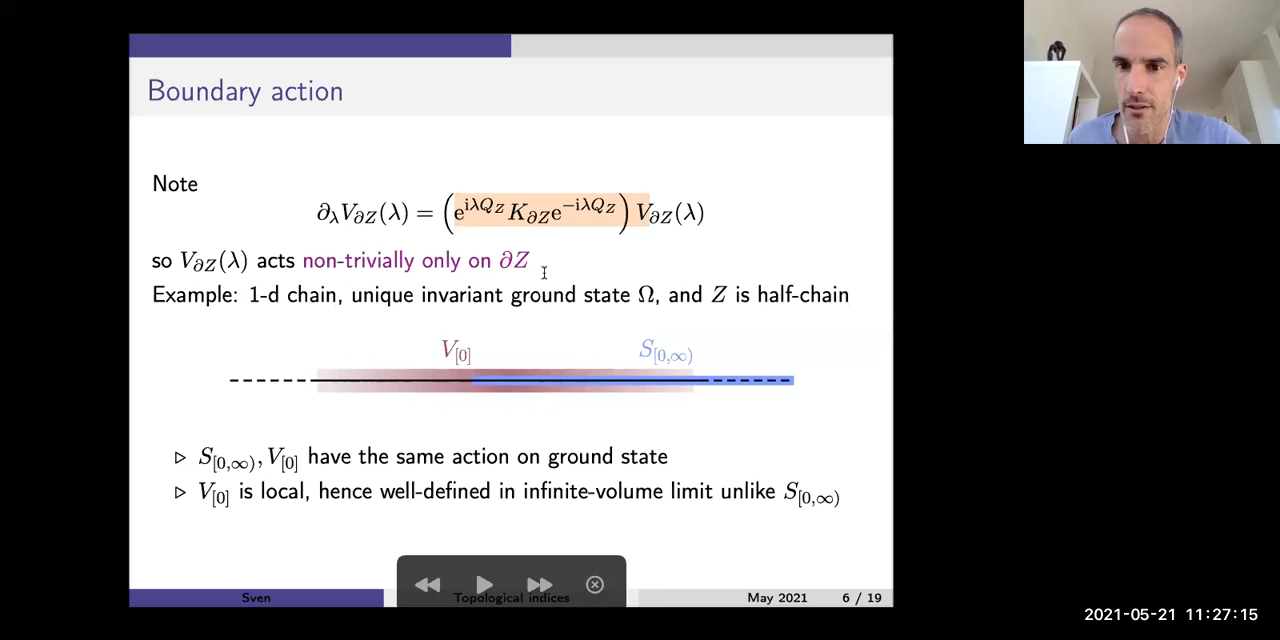 Boundary action
Note
∂_λ V_{∂Z}(λ) = (e^{iλQ_Z} K_{∂Z} e^{−iλQ_Z}) V_{∂Z}(λ)
so V_{∂Z}(λ) acts non-trivially only on ∂Z
Example: 1-d chain, unique invariant ground state Ω, and Z is half-chain
V_{[0]} S_{[0,∞)}
▷ S_{[0,∞)}, V_{[0]} have the same action on ground state
▷ V_{[0]} is local, hence well-defined in infinite-volume limit unlike S_{[0,∞)}
Sven Topological indices May 2021 6 / 19
2021-05-21 11:27:15